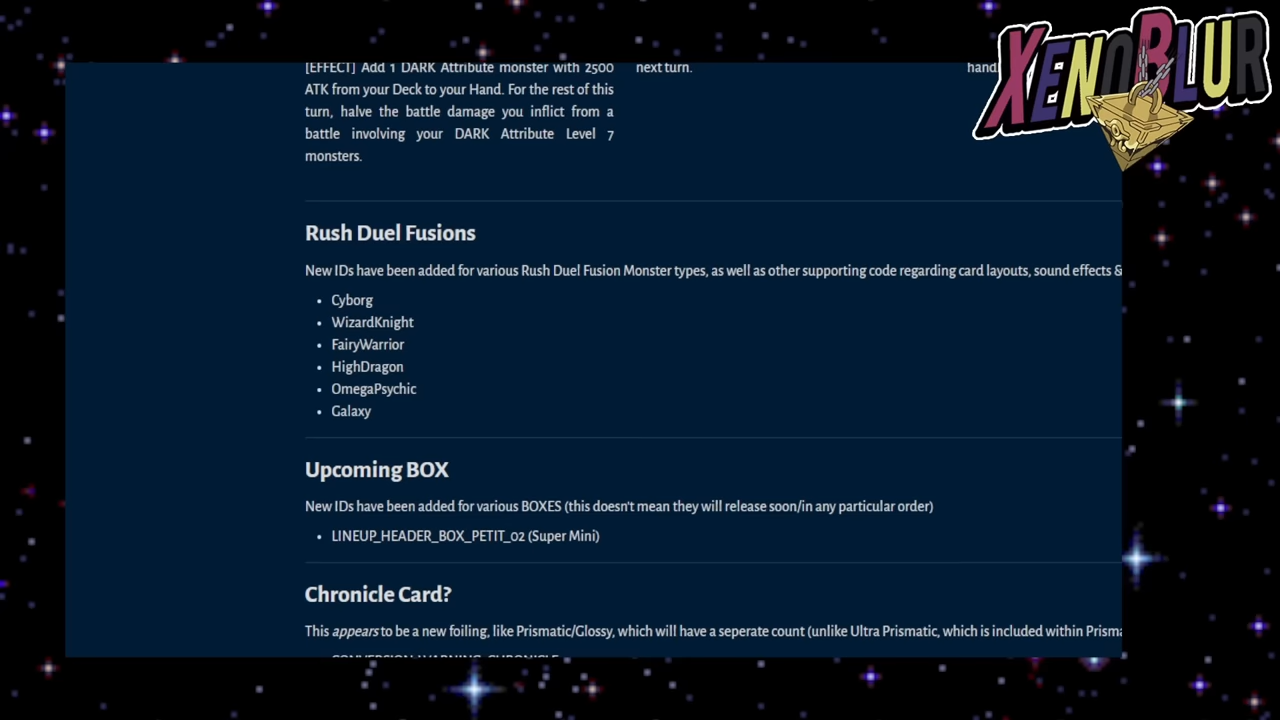 XENOBLUR
[EFFECT] Add 1 DARK Attribute monster with 2500
ATK from your Deck to your Hand. For the rest of this
turn, halve the battle damage you inflict from a
battle involving your DARK Attribute Level 7
monsters.
next turn.
hand
Rush Duel Fusions
New IDs have been added for various Rush Duel Fusion Monster types, as well as other supporting code regarding card layouts, sound effects &
• Cyborg
• WizardKnight
• FairyWarrior
• HighDragon
• OmegaPsychic
• Galaxy
Upcoming BOX
New IDs have been added for various BOXES (this doesn't mean they will release soon/in any particular order)
• LINEUP_HEADER_BOX_PETIT_02 (Super Mini)
Chronicle Card?
This appears to be a new foiling, like Prismatic/Glossy, which will have a seperate count (unlike Ultra Prismatic, which is included within Prisma